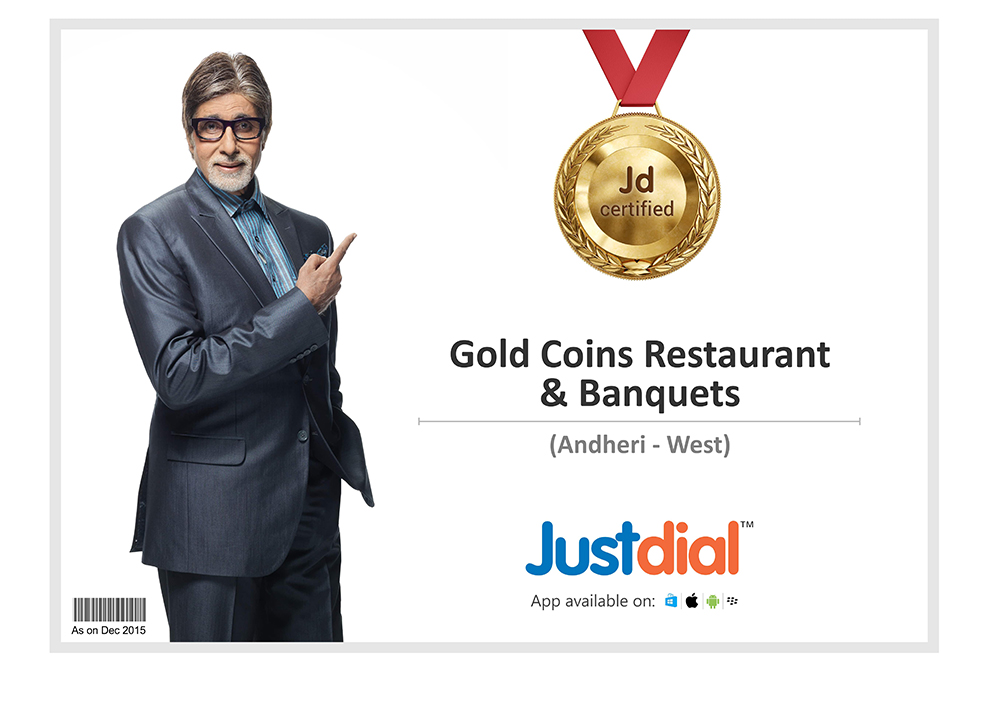 Jd
certified
Gold Coins Restaurant
& Banquets
(Andheri - West)
Justdial™
App available on:
As on Dec 2015